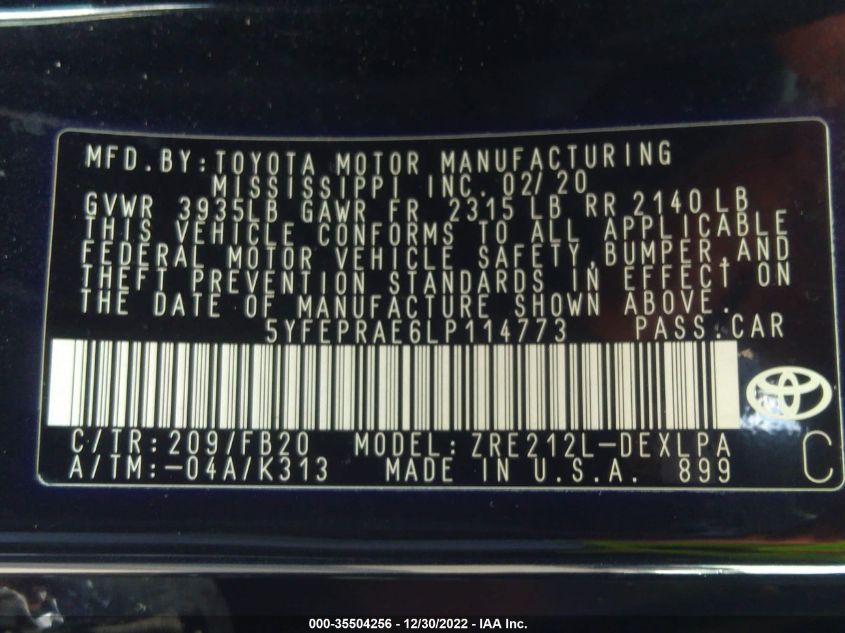 MFD.BY:TOYOTA MOTOR MANUFACTURING
MISSISSIPPI INC. 02/20
GVWR 3935LB GAWR FR 2315 LB RR 2140 LB
THIS VEHICLE CONFORMS TO ALL APPLICABLE
FEDERAL MOTOR VEHICLE SAFETY,BUMPER,AND
THEFT PREVENTION STANDARDS IN EFFECT ON
THE DATE OF MANUFACTURE SHOWN ABOVE.
5YFEPRAE6LP114773 PASS.CAR
C/TR:209/FB20 MODEL:ZRE212L-DEXLPA
A/TM:-04A/K313 MADE IN U.S.A. 899
C
000-35504256 - 12/30/2022 - IAA Inc.